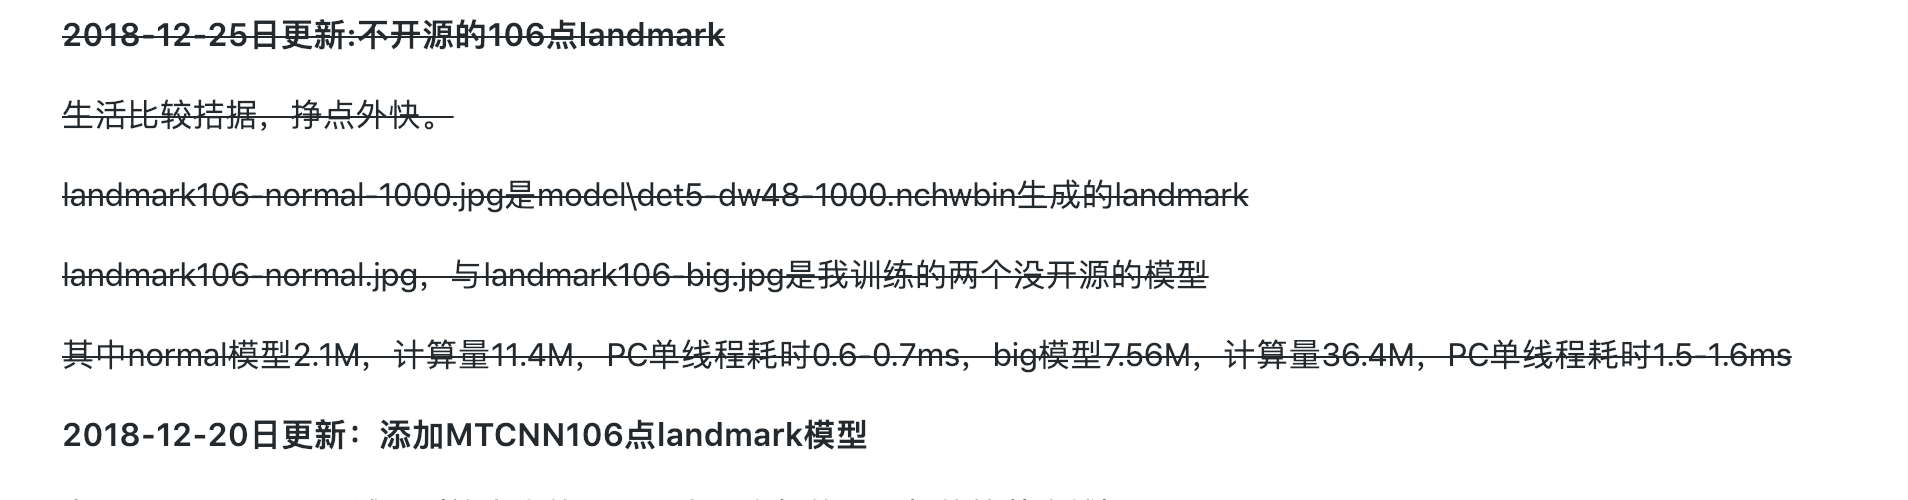 2018-12-25日更新:不开源的106点landmark
生活比较拮据，挣点外快。
landmark106-normal-1000.jpg是model\det5-dw48-1000.nchwbin生成的landmark
landmark106-normal.jpg，与landmark106-big.jpg是我训练的两个没开源的模型
其中normal模型2.1M，计算量11.4M，PC单线程耗时0.6-0.7ms，big模型7.56M，计算量36.4M，PC单线程耗时1.5-1.6ms
2018-12-20日更新：添加MTCNN106点landmark模型